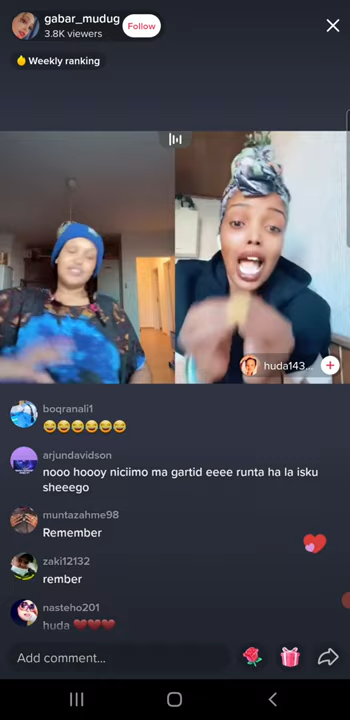 gabar_mudug
3.8K viewers
Follow
Weekly ranking
huda143...
boqranali1
😂😂😂😂😂😂
arjundavidson
nooo hoooy niciimo ma gartid eeee runta ha la isku
sheeego
muntazahme98
Remember
zaki12132
rember
nasteho201
huda ❤❤❤
Add comment...